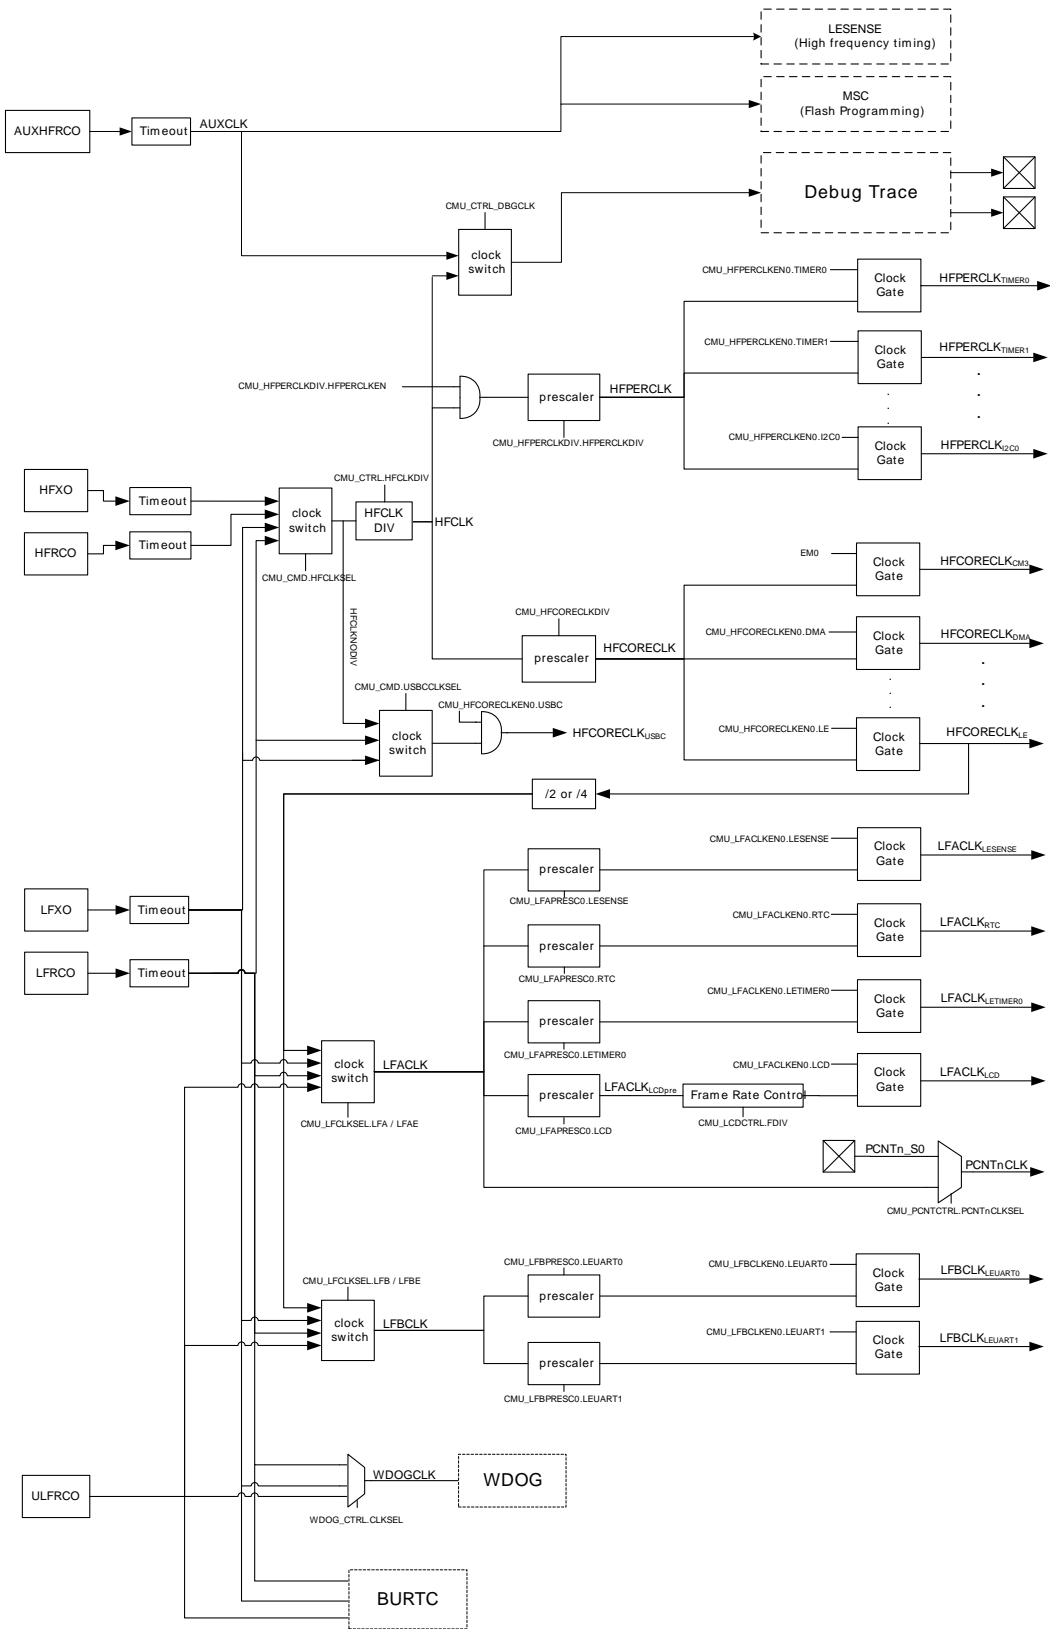 LESENSE
(High frequency timing)
MSC
(Flash Programming)
AUXHFRCO
Timeout
AUXCLK
Debug Trace
CMU_CTRL_DBGCLK
clock
switch
CMU_HFPERCLKEN0.TIMER0
Clock
Gate
HFPERCLKTIMER0
CMU_HFPERCLKEN0.TIMER1
Clock
Gate
HFPERCLKTIMER1
CMU_HFPERCLKDIV.HFPERCLKEN
prescaler
HFPERCLK
CMU_HFPERCLKDIV.HFPERCLKDIV
CMU_HFPERCLKEN0.I2C0
Clock
Gate
HFPERCLKI2C0
HFXO
Timeout
HFRCO
Timeout
clock
switch
CMU_CMD.HFCLKSEL
CMU_CTRL.HFCLKDIV
HFCLK
DIV
HFCLK
HFCLKNODIV
EM0
Clock
Gate
HFCORECLKCM3
CMU_HFCORECLKDIV
prescaler
HFCORECLK
CMU_HFCORECLKEN0.DMA
Clock
Gate
HFCORECLKDMA
CMU_CMD.USBCCLKSEL
clock
switch
CMU_HFCORECLKEN0.USBC
HFCORECLKUSBC
CMU_HFCORECLKEN0.LE
Clock
Gate
HFCORECLKLE
/2 or /4
CMU_LFACLKEN0.LESENSE
Clock
Gate
LFACLKLESENSE
prescaler
CMU_LFAPRESC0.LESENSE
LFXO
Timeout
CMU_LFACLKEN0.RTC
Clock
Gate
LFACLKRTC
prescaler
CMU_LFAPRESC0.RTC
LFRCO
Timeout
CMU_LFACLKEN0.LETIMER0
Clock
Gate
LFACLKLETIMER0
prescaler
CMU_LFAPRESC0.LETIMER0
clock
switch
LFACLK
CMU_LFCLKSEL.LFA / LFAE
CMU_LFACLKEN0.LCD
Clock
Gate
LFACLKLCD
prescaler
CMU_LFAPRESC0.LCD
LFACLKLCDpre
Frame Rate Control
CMU_LCDCTRL.FDIV
PCNTn_S0
PCNTnCLK
CMU_PCNTCTRL.PCNTnCLKSEL
CMU_LFCLKSEL.LFB / LFBE
clock
switch
LFBCLK
CMU_LFBPRESC0.LEUART0
prescaler
CMU_LFBCLKEN0.LEUART0
Clock
Gate
LFBCLKLEUART0
prescaler
CMU_LFBPRESC0.LEUART1
CMU_LFBCLKEN0.LEUART1
Clock
Gate
LFBCLKLEUART1
ULFRCO
WDOGCLK
WDOG
WDOG_CTRL.CLKSEL
BURTC